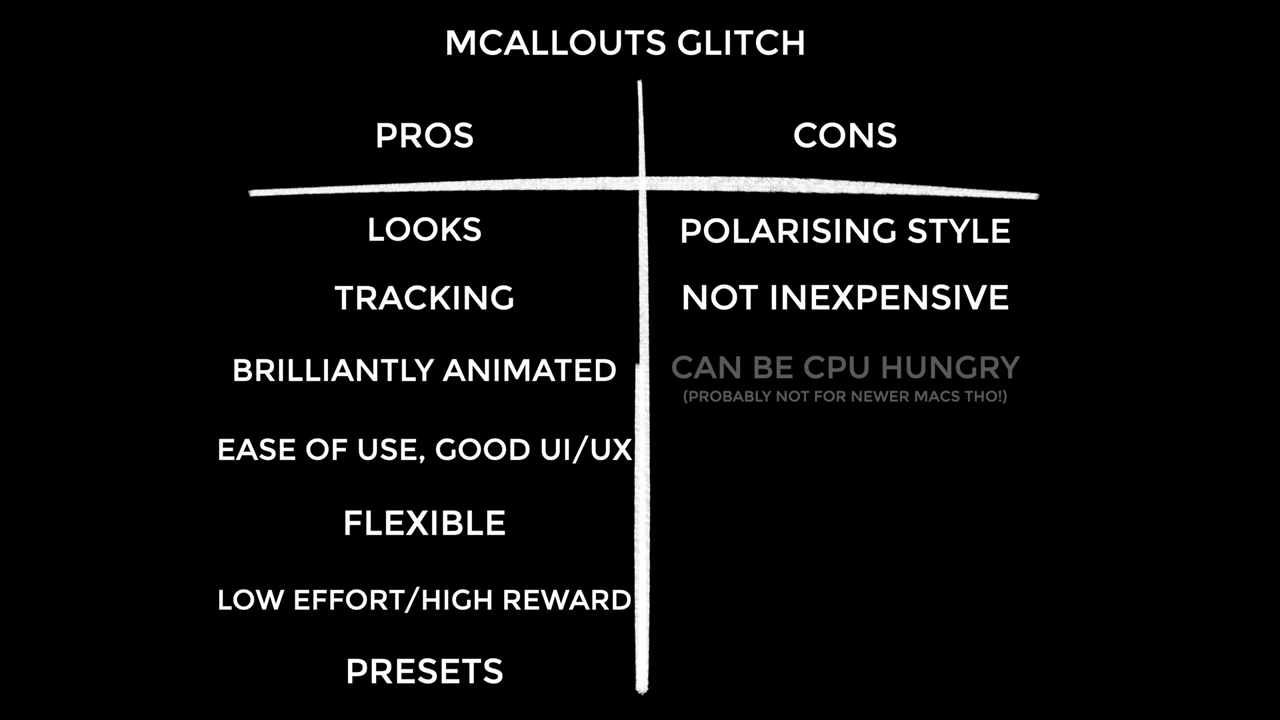 MCALLOUTS GLITCH
PROS
CONS
LOOKS
POLARISING STYLE
TRACKING
NOT INEXPENSIVE
BRILLIANTLY ANIMATED
CAN BE CPU HUNGRY
(PROBABLY NOT FOR NEWER MACS THO!)
EASE OF USE, GOOD UI/UX
FLEXIBLE
LOW EFFORT/HIGH REWARD
PRESETS